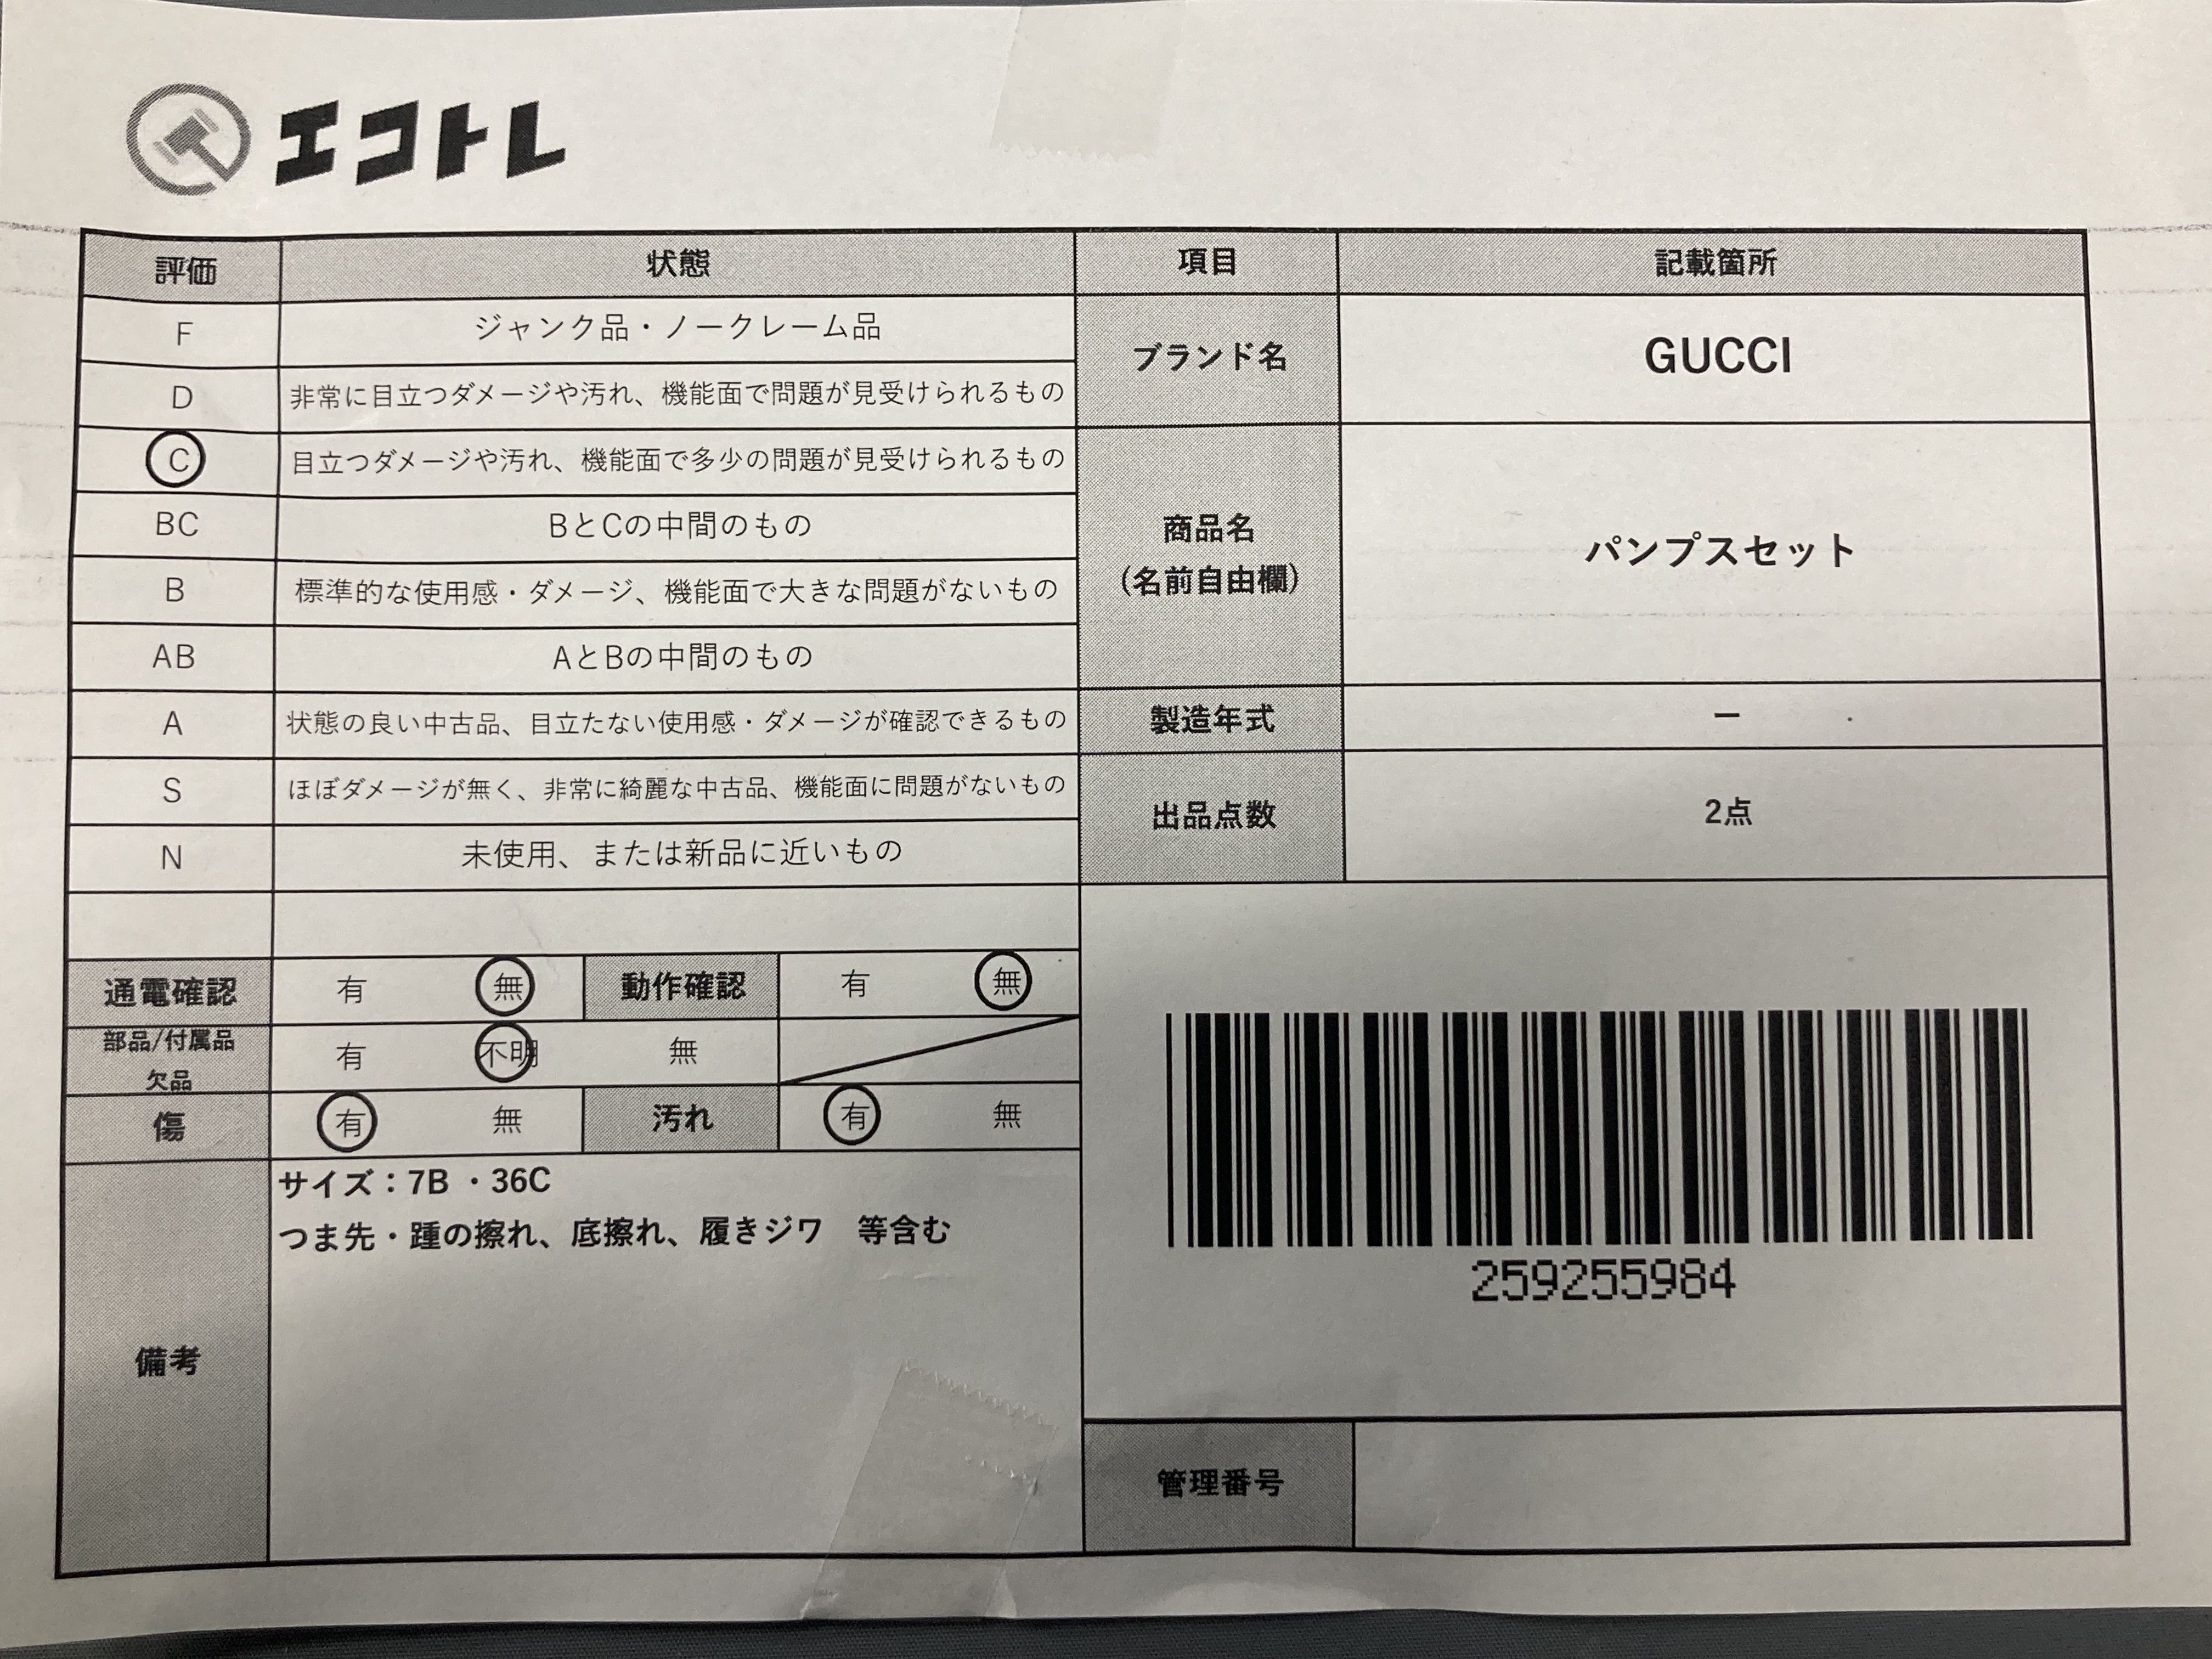 エコトレ
評価 状態 項目 記載箇所
F ジャンク品・ノークレーム品
D 非常に目立つダメージや汚れ、機能面で問題が見受けられるもの
ブランド名 GUCCI
C 目立つダメージや汚れ、機能面で多少の問題が見受けられるもの
BC BとCの中間のもの
B 標準的な使用感・ダメージ、機能面で大きな問題がないもの
AB AとBの中間のもの
商品名
(名前自由欄)
パンプスセット
A 状態の良い中古品、目立たない使用感・ダメージが確認できるもの
製造年式 ー
S ほぼダメージが無く、非常に綺麗な中古品、機能面に問題がないもの
N 未使用、または新品に近いもの
出品点数 2点
通電確認 有 無 動作確認 有 無
部品/付属品
欠品
有 不明 無
傷 有 無 汚れ 有 無
備考
サイズ：7B ・36C
つま先・踵の擦れ、底擦れ、履きジワ 等含む
259255984
管理番号